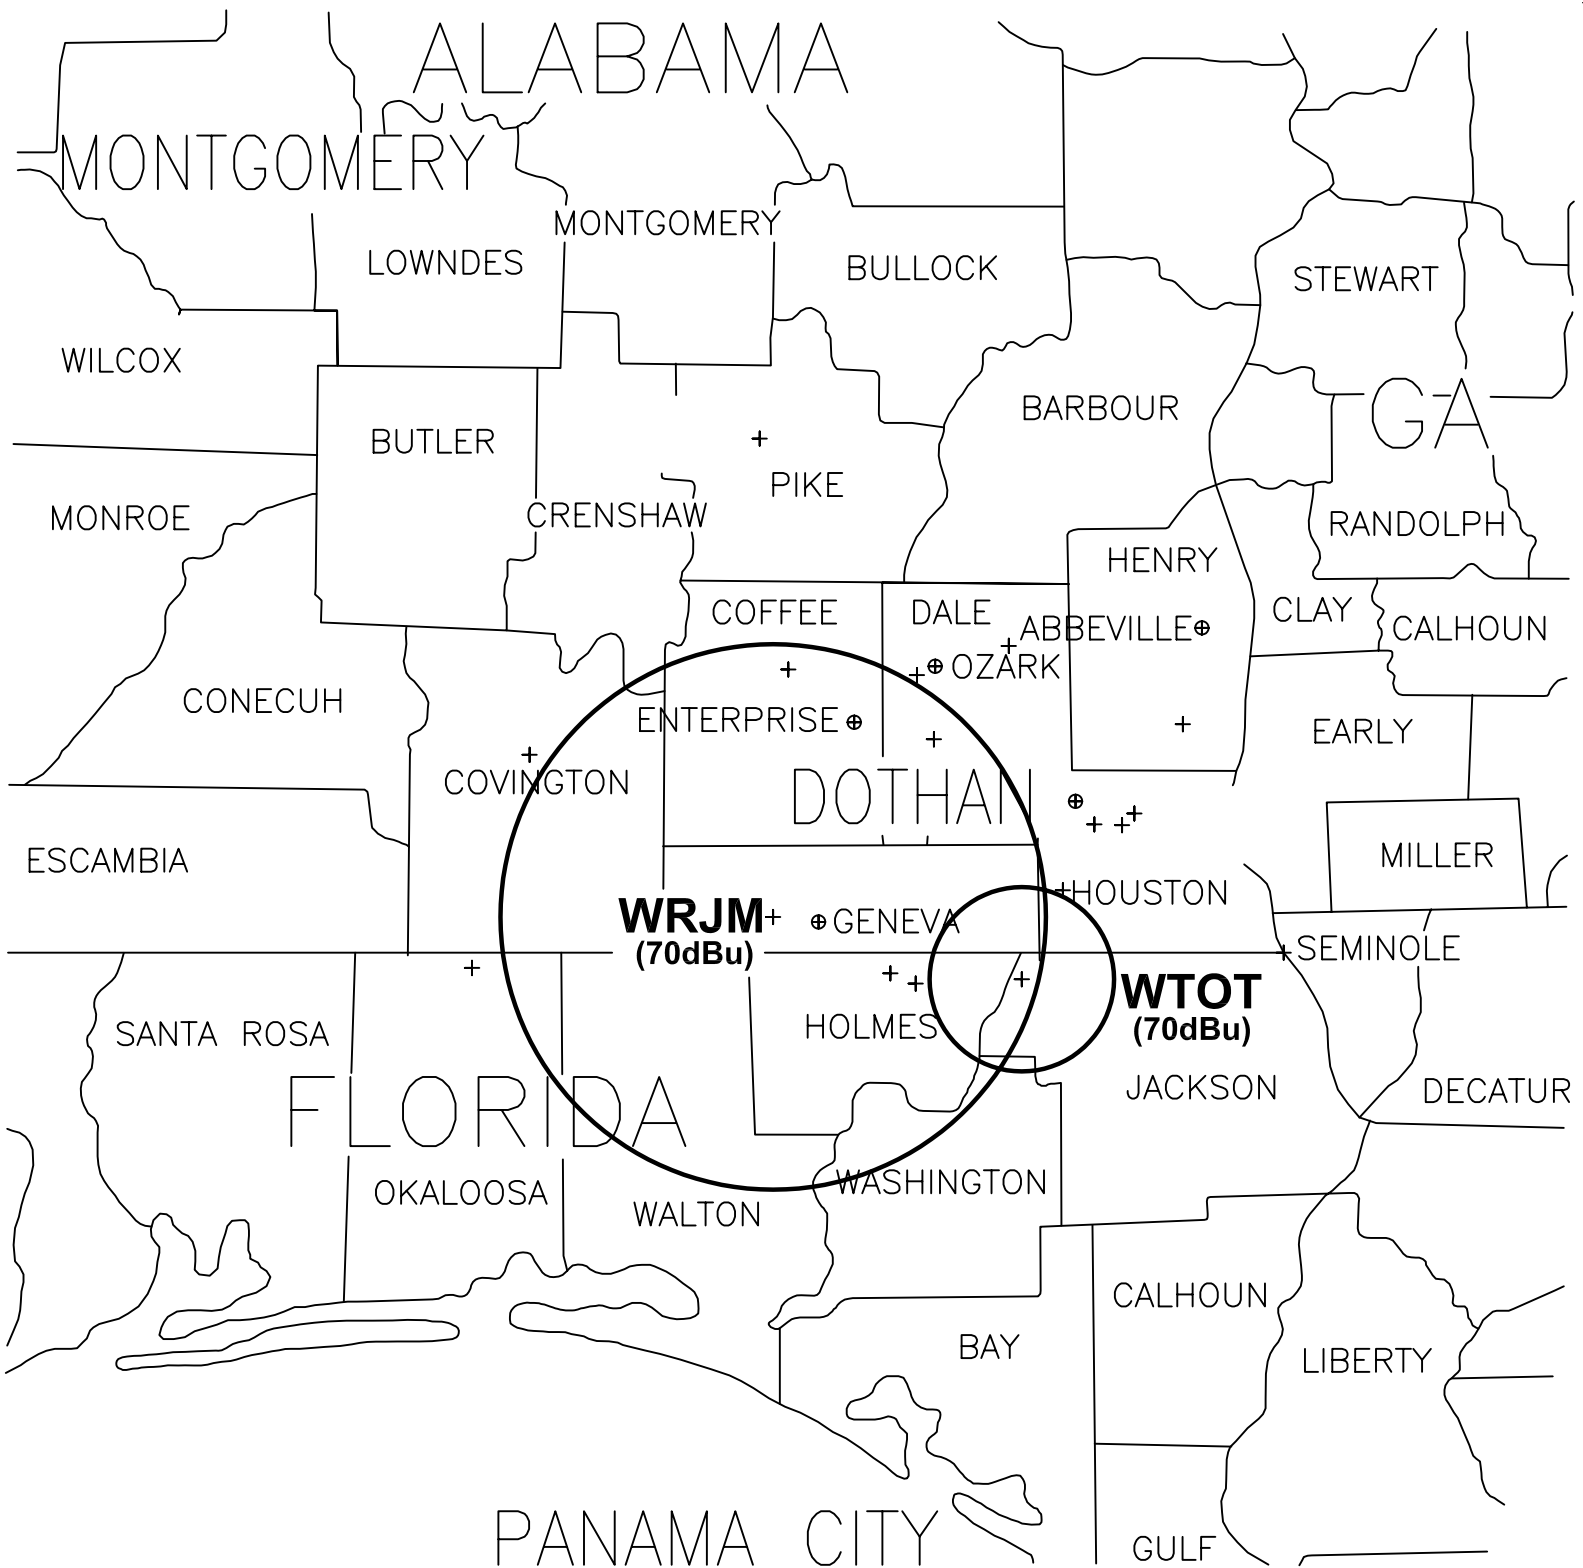 ALABAMA
MONTGOMERY
MONTGOMERY
LOWNDES
BULLOCK
STEWART
WILCOX
GA
BARBOUR
BUTLER
PIKE
MONROE
CRENSHAW
RANDOLPH
HENRY
COFFEE
DALE
CLAY
ABBEVILLE
CALHOUN
OZARK
CONECUH
ENTERPRISE
EARLY
COVINGTON
DOTHAN
ESCAMBIA
MILLER
HOUSTON
WRJM
(70dBu)
GENEVA
SEMINOLE
WTOT
(70dBu)
SANTA ROSA
HOLMES
JACKSON
DECATUR
FLORIDA
OKALOOSA
WASHINGTON
WALTON
CALHOUN
BAY
LIBERTY
PANAMA CITY
GULF